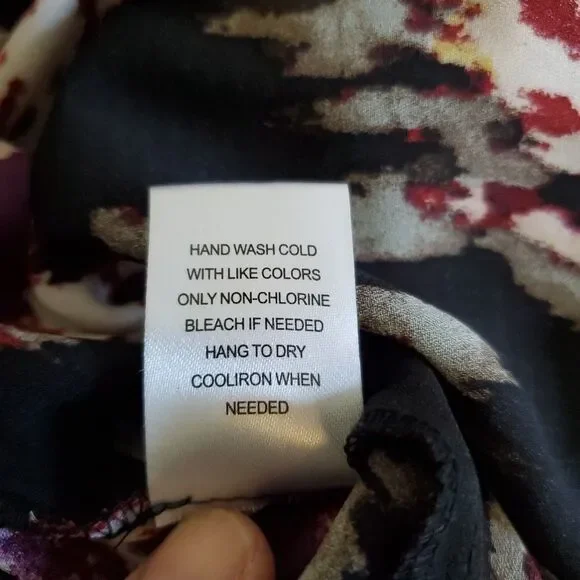 HAND WASH COLD
WITH LIKE COLORS
ONLY NON-CHLORINE
BLEACH IF NEEDED
HANG TO DRY
COOLIRON WHEN
NEEDED